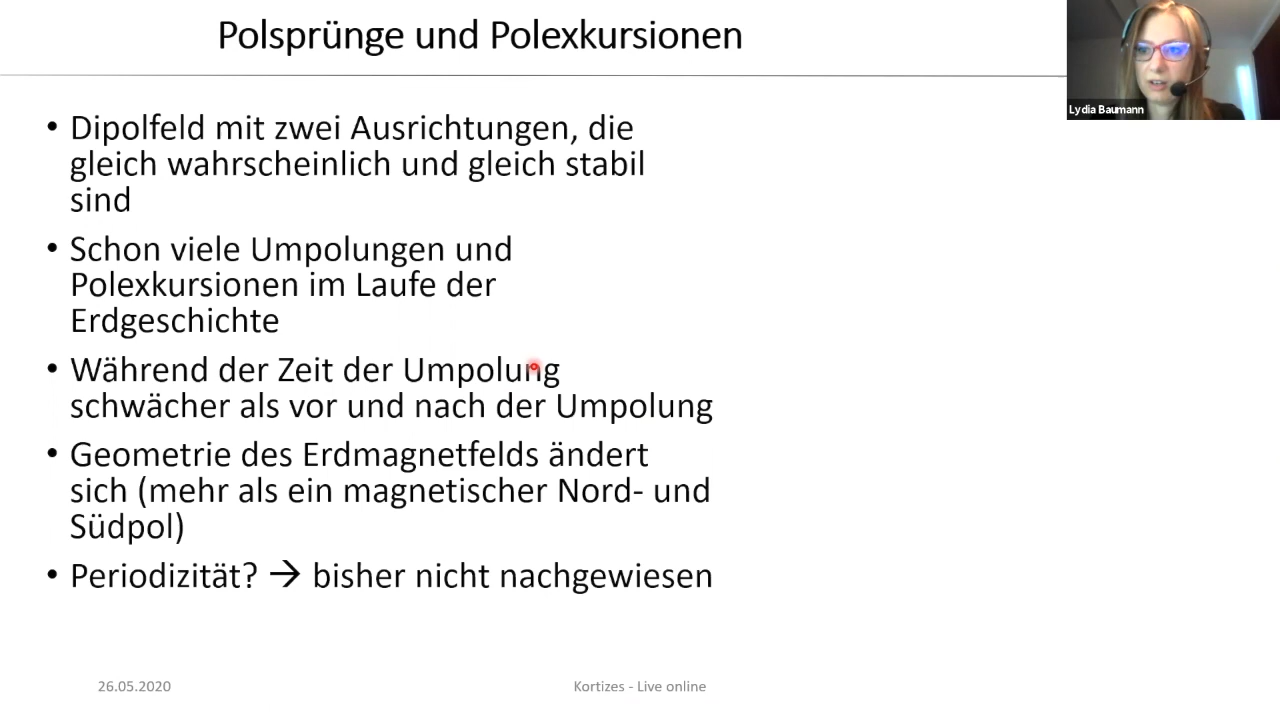 Polsprünge und Polexkursionen
Lydia Baumann
• Dipolfeld mit zwei Ausrichtungen, die
gleich wahrscheinlich und gleich stabil
sind
• Schon viele Umpolungen und
Polexkursionen im Laufe der
Erdgeschichte
• Während der Zeit der Umpolung
schwächer als vor und nach der Umpolung
• Geometrie des Erdmagnetfelds ändert
sich (mehr als ein magnetischer Nord- und
Südpol)
• Periodizität? → bisher nicht nachgewiesen
26.05.2020
Kortizes - Live online